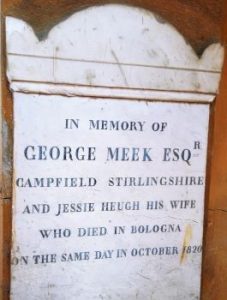 IN MEMORY OF
GEORGE MEEK ESQR
CAMPFIELD STIRLINGSHIRE
AND JESSIE HEUGH HIS WIFE
WHO DIED IN BOLOGNA
ON THE SAME DAY IN OCTOBER 1820